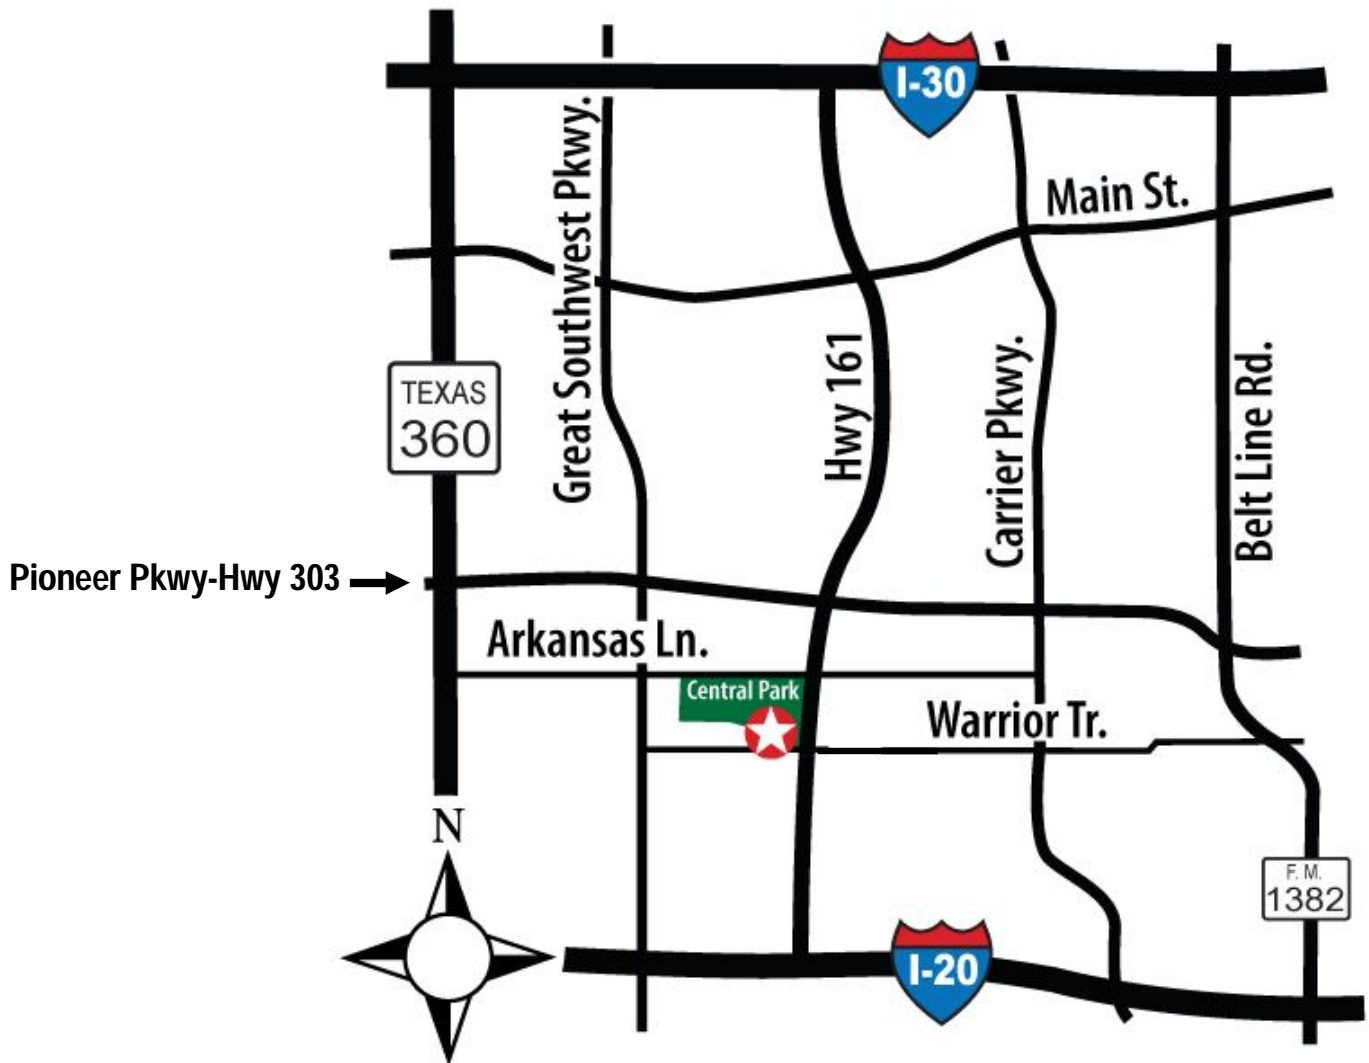 I-30
Great Southwest Pkwy.
Main St.
TEXAS
360
Hwy 161
Carrier Pkwy.
Belt Line Rd.
Pioneer Pkwy-Hwy 303
Arkansas Ln.
Central Park
Warrior Tr.
N
F. M.
1382
I-20